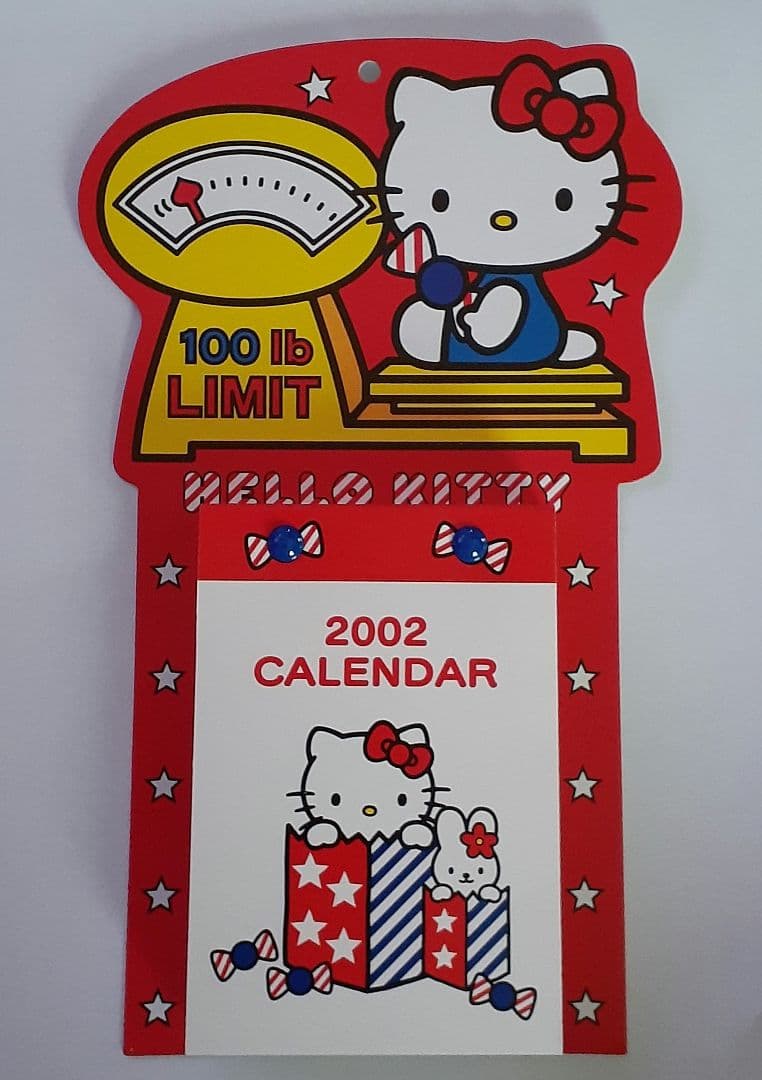 100 lb
LIMIT
HELLO KITTY
2002
CALENDAR